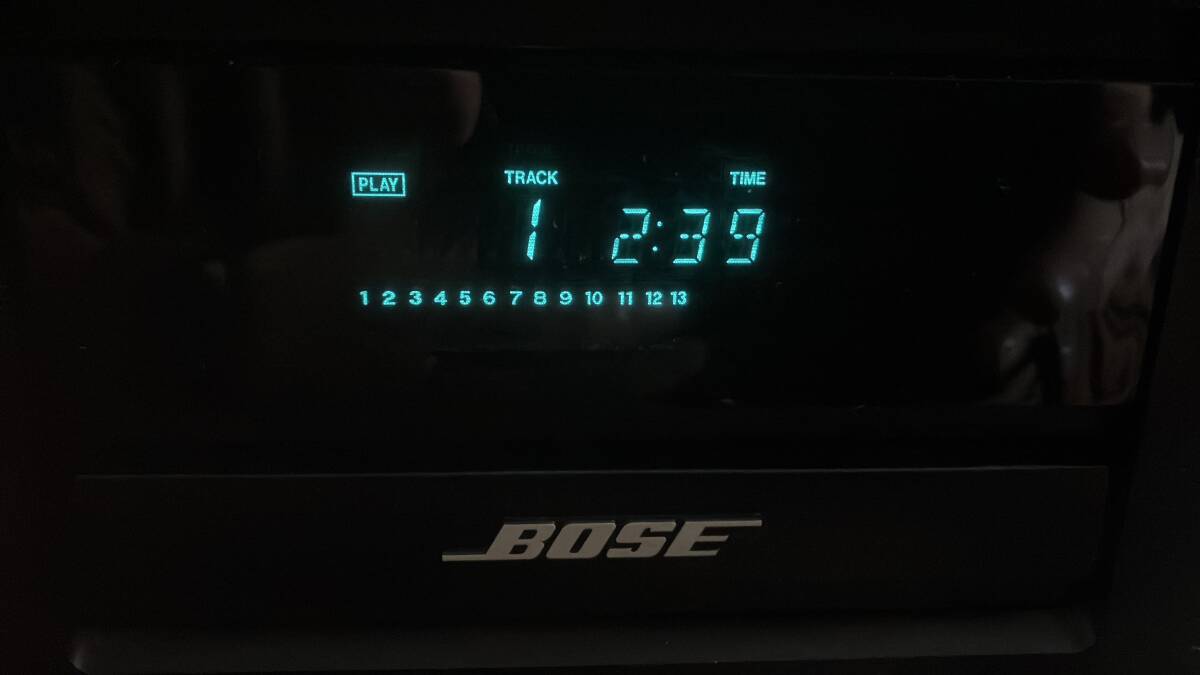 PLAY TRACK TIME
1 2:39
1 2 3 4 5 6 7 8 9 10 11 12 13
BOSE